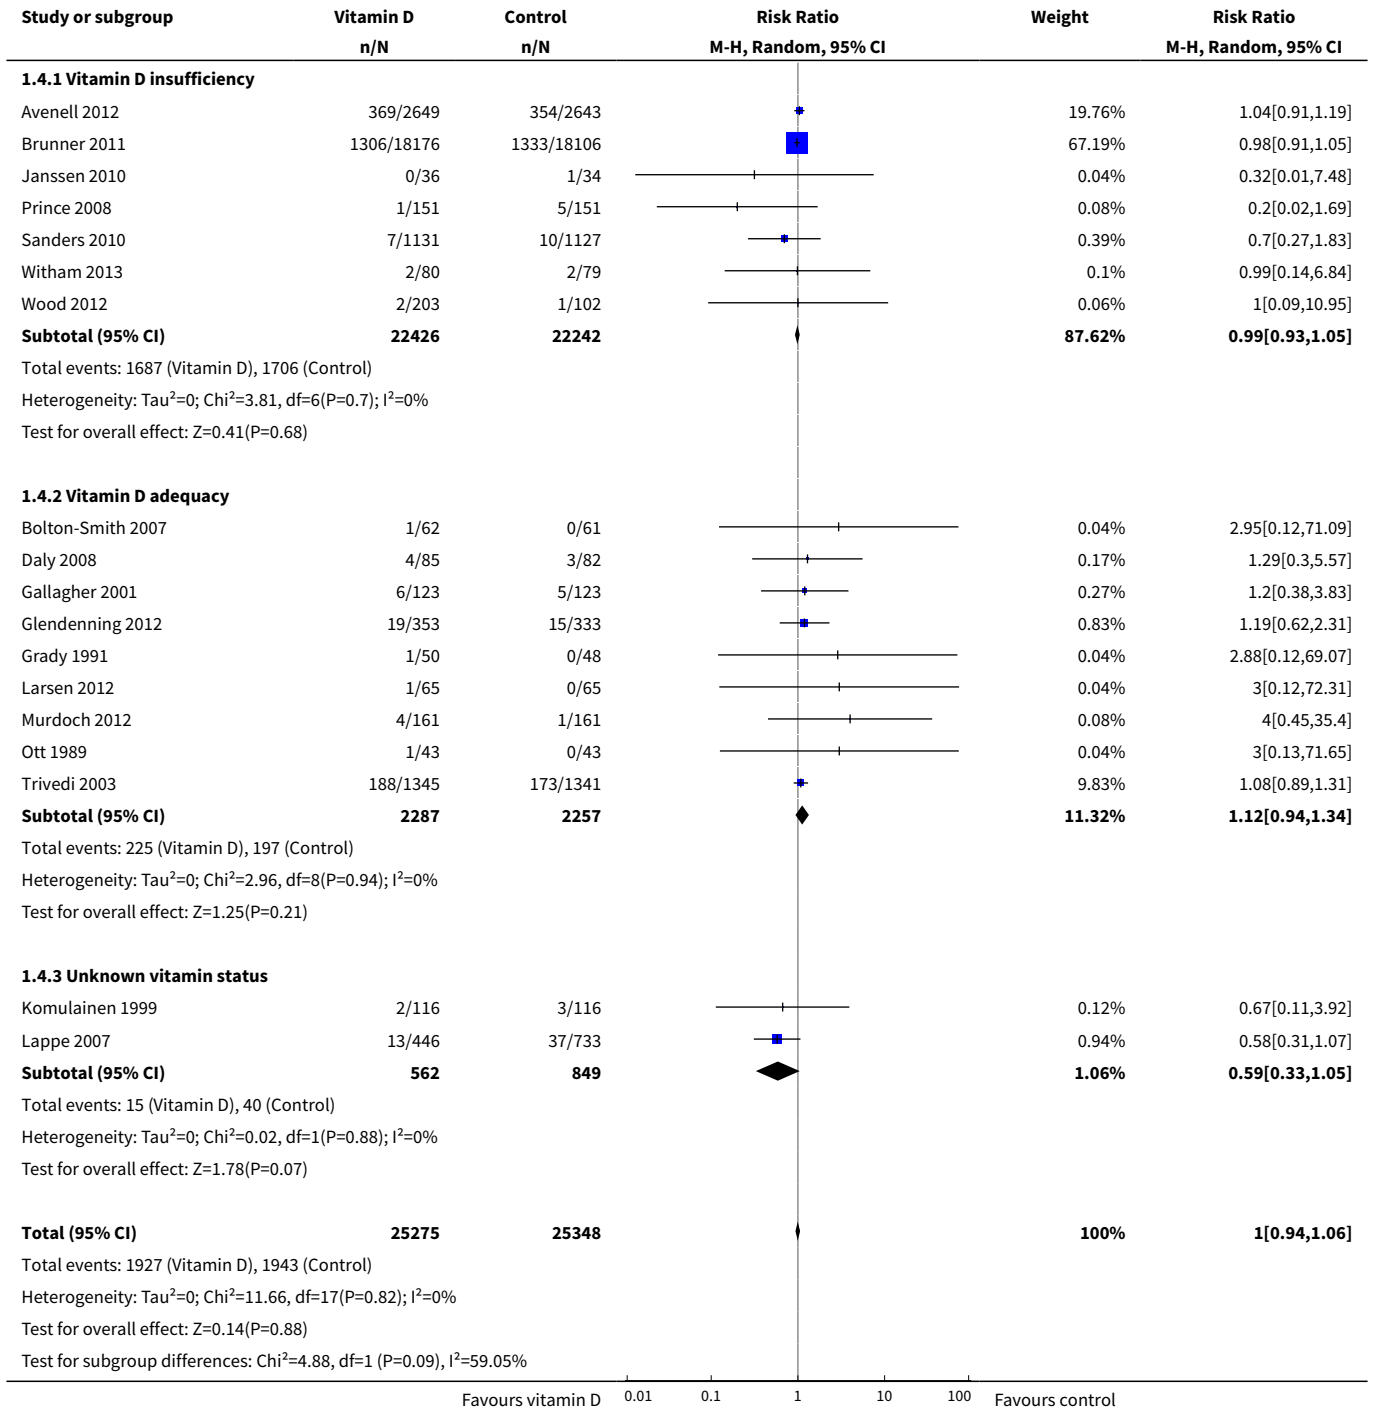 Study or subgroup Vitamin D Control Risk Ratio Weight Risk Ratio
n/N n/N M-H, Random, 95% CI M-H, Random, 95% CI
1.4.1 Vitamin D insufficiency
Avenell 2012 369/2649 354/2643 19.76% 1.04[0.91,1.19]
Brunner 2011 1306/18176 1333/18106 67.19% 0.98[0.91,1.05]
Janssen 2010 0/36 1/34 0.04% 0.32[0.01,7.48]
Prince 2008 1/151 5/151 0.08% 0.2[0.02,1.69]
Sanders 2010 7/1131 10/1127 0.39% 0.7[0.27,1.83]
Witham 2013 2/80 2/79 0.1% 0.99[0.14,6.84]
Wood 2012 2/203 1/102 0.06% 1[0.09,10.95]
Subtotal (95% CI) 22426 22242 87.62% 0.99[0.93,1.05]
Total events: 1687 (Vitamin D), 1706 (Control)
Heterogeneity: Tau²=0; Chi²=3.81, df=6(P=0.7); I²=0%
Test for overall effect: Z=0.41(P=0.68)
1.4.2 Vitamin D adequacy
Bolton-Smith 2007 1/62 0/61 0.04% 2.95[0.12,71.09]
Daly 2008 4/85 3/82 0.17% 1.29[0.3,5.57]
Gallagher 2001 6/123 5/123 0.27% 1.2[0.38,3.83]
Glendenning 2012 19/353 15/333 0.83% 1.19[0.62,2.31]
Grady 1991 1/50 0/48 0.04% 2.88[0.12,69.07]
Larsen 2012 1/65 0/65 0.04% 3[0.12,72.31]
Murdoch 2012 4/161 1/161 0.08% 4[0.45,35.4]
Ott 1989 1/43 0/43 0.04% 3[0.13,71.65]
Trivedi 2003 188/1345 173/1341 9.83% 1.08[0.89,1.31]
Subtotal (95% CI) 2287 2257 11.32% 1.12[0.94,1.34]
Total events: 225 (Vitamin D), 197 (Control)
Heterogeneity: Tau²=0; Chi²=2.96, df=8(P=0.94); I²=0%
Test for overall effect: Z=1.25(P=0.21)
1.4.3 Unknown vitamin status
Komulainen 1999 2/116 3/116 0.12% 0.67[0.11,3.92]
Lappe 2007 13/446 37/733 0.94% 0.58[0.31,1.07]
Subtotal (95% CI) 562 849 1.06% 0.59[0.33,1.05]
Total events: 15 (Vitamin D), 40 (Control)
Heterogeneity: Tau²=0; Chi²=0.02, df=1(P=0.88); I²=0%
Test for overall effect: Z=1.78(P=0.07)
Total (95% CI) 25275 25348 100% 1[0.94,1.06]
Total events: 1927 (Vitamin D), 1943 (Control)
Heterogeneity: Tau²=0; Chi²=11.66, df=17(P=0.82); I²=0%
Test for overall effect: Z=0.14(P=0.88)
Test for subgroup differences: Chi²=4.88, df=1 (P=0.09), I²=59.05%
Favours vitamin D 0.01 0.1 1 10 100 Favours control